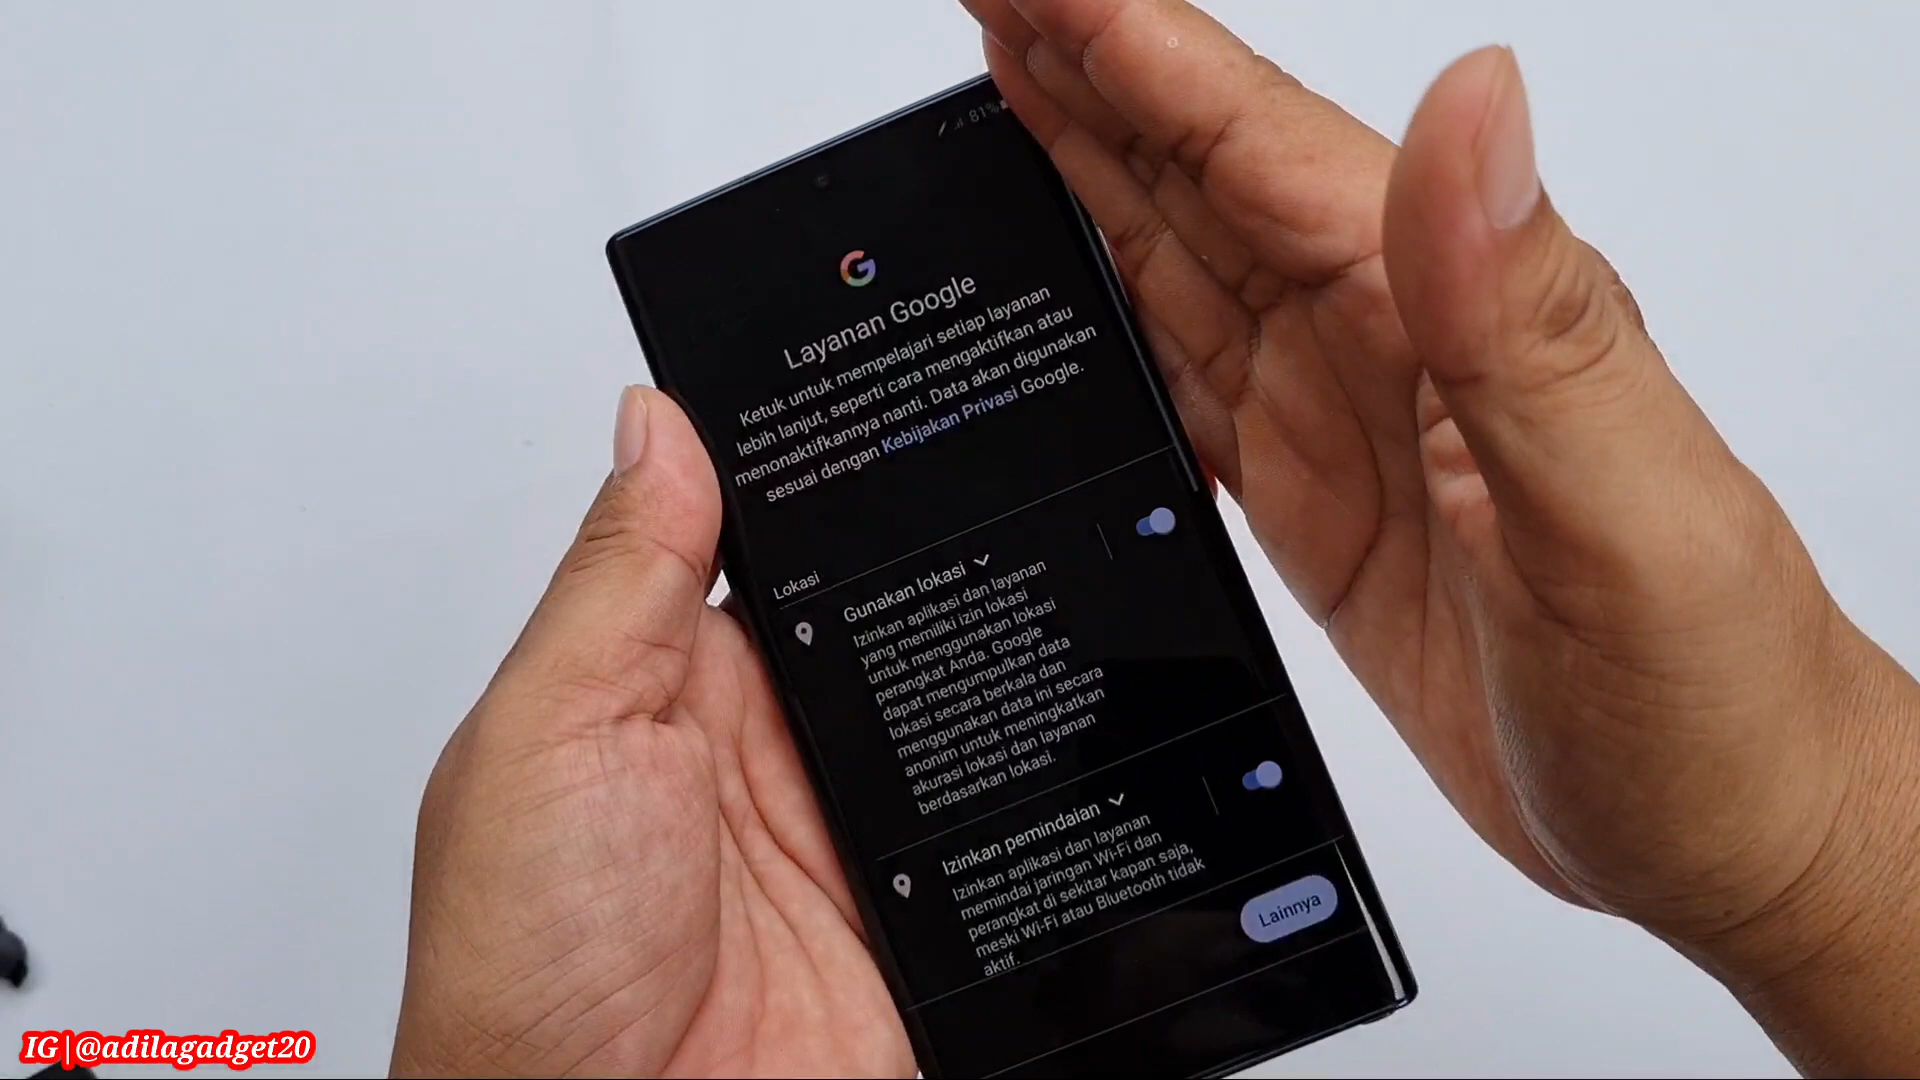 81%
G
Layanan Google
Ketuk untuk mempelajari setiap layanan
lebih lanjut, seperti cara mengaktifkan atau
menonaktifkannya nanti. Data akan digunakan
sesuai dengan Kebijakan Privasi Google.
Lokasi
Gunakan lokasi
Izinkan aplikasi dan layanan
yang memiliki izin lokasi
untuk menggunakan lokasi
perangkat Anda. Google
dapat mengumpulkan data
lokasi secara berkala dan
menggunakan data ini secara
anonim untuk meningkatkan
akurasi lokasi dan layanan
berdasarkan lokasi.
Izinkan pemindaian
Izinkan aplikasi dan layanan
memindai jaringan Wi-Fi dan
perangkat di sekitar kapan saja,
meski Wi-Fi atau Bluetooth tidak
aktif.
Lainnya
IG|@adilagadget20